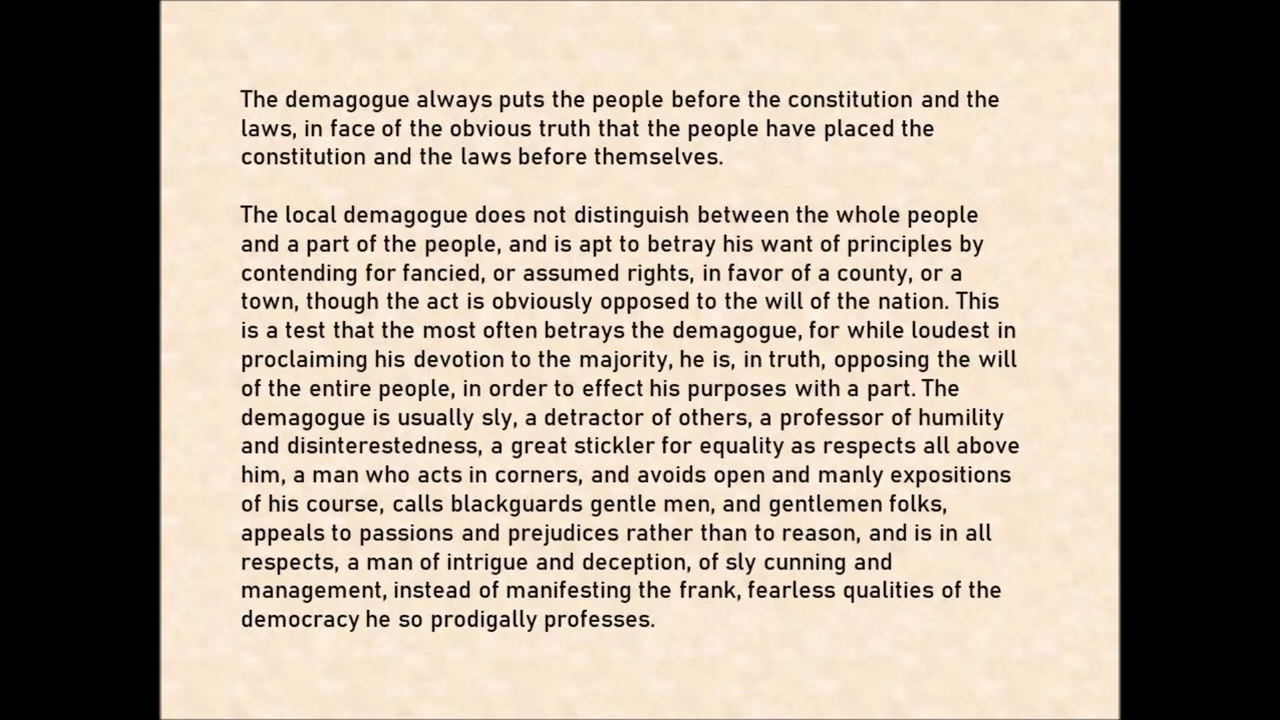 The demagogue always puts the people before the constitution and the
laws, in face of the obvious truth that the people have placed the
constitution and the laws before themselves.
The local demagogue does not distinguish between the whole people
and a part of the people, and is apt to betray his want of principles by
contending for fancied, or assumed rights, in favor of a county, or a
town, though the act is obviously opposed to the will of the nation. This
is a test that the most often betrays the demagogue, for while loudest in
proclaiming his devotion to the majority, he is, in truth, opposing the will
of the entire people, in order to effect his purposes with a part. The
demagogue is usually sly, a detractor of others, a professor of humility
and disinterestedness, a great stickler for equality as respects all above
him, a man who acts in corners, and avoids open and manly expositions
of his course, calls blackguards gentle men, and gentlemen folks,
appeals to passions and prejudices rather than to reason, and is in all
respects, a man of intrigue and deception, of sly cunning and
management, instead of manifesting the frank, fearless qualities of the
democracy he so prodigally professes.